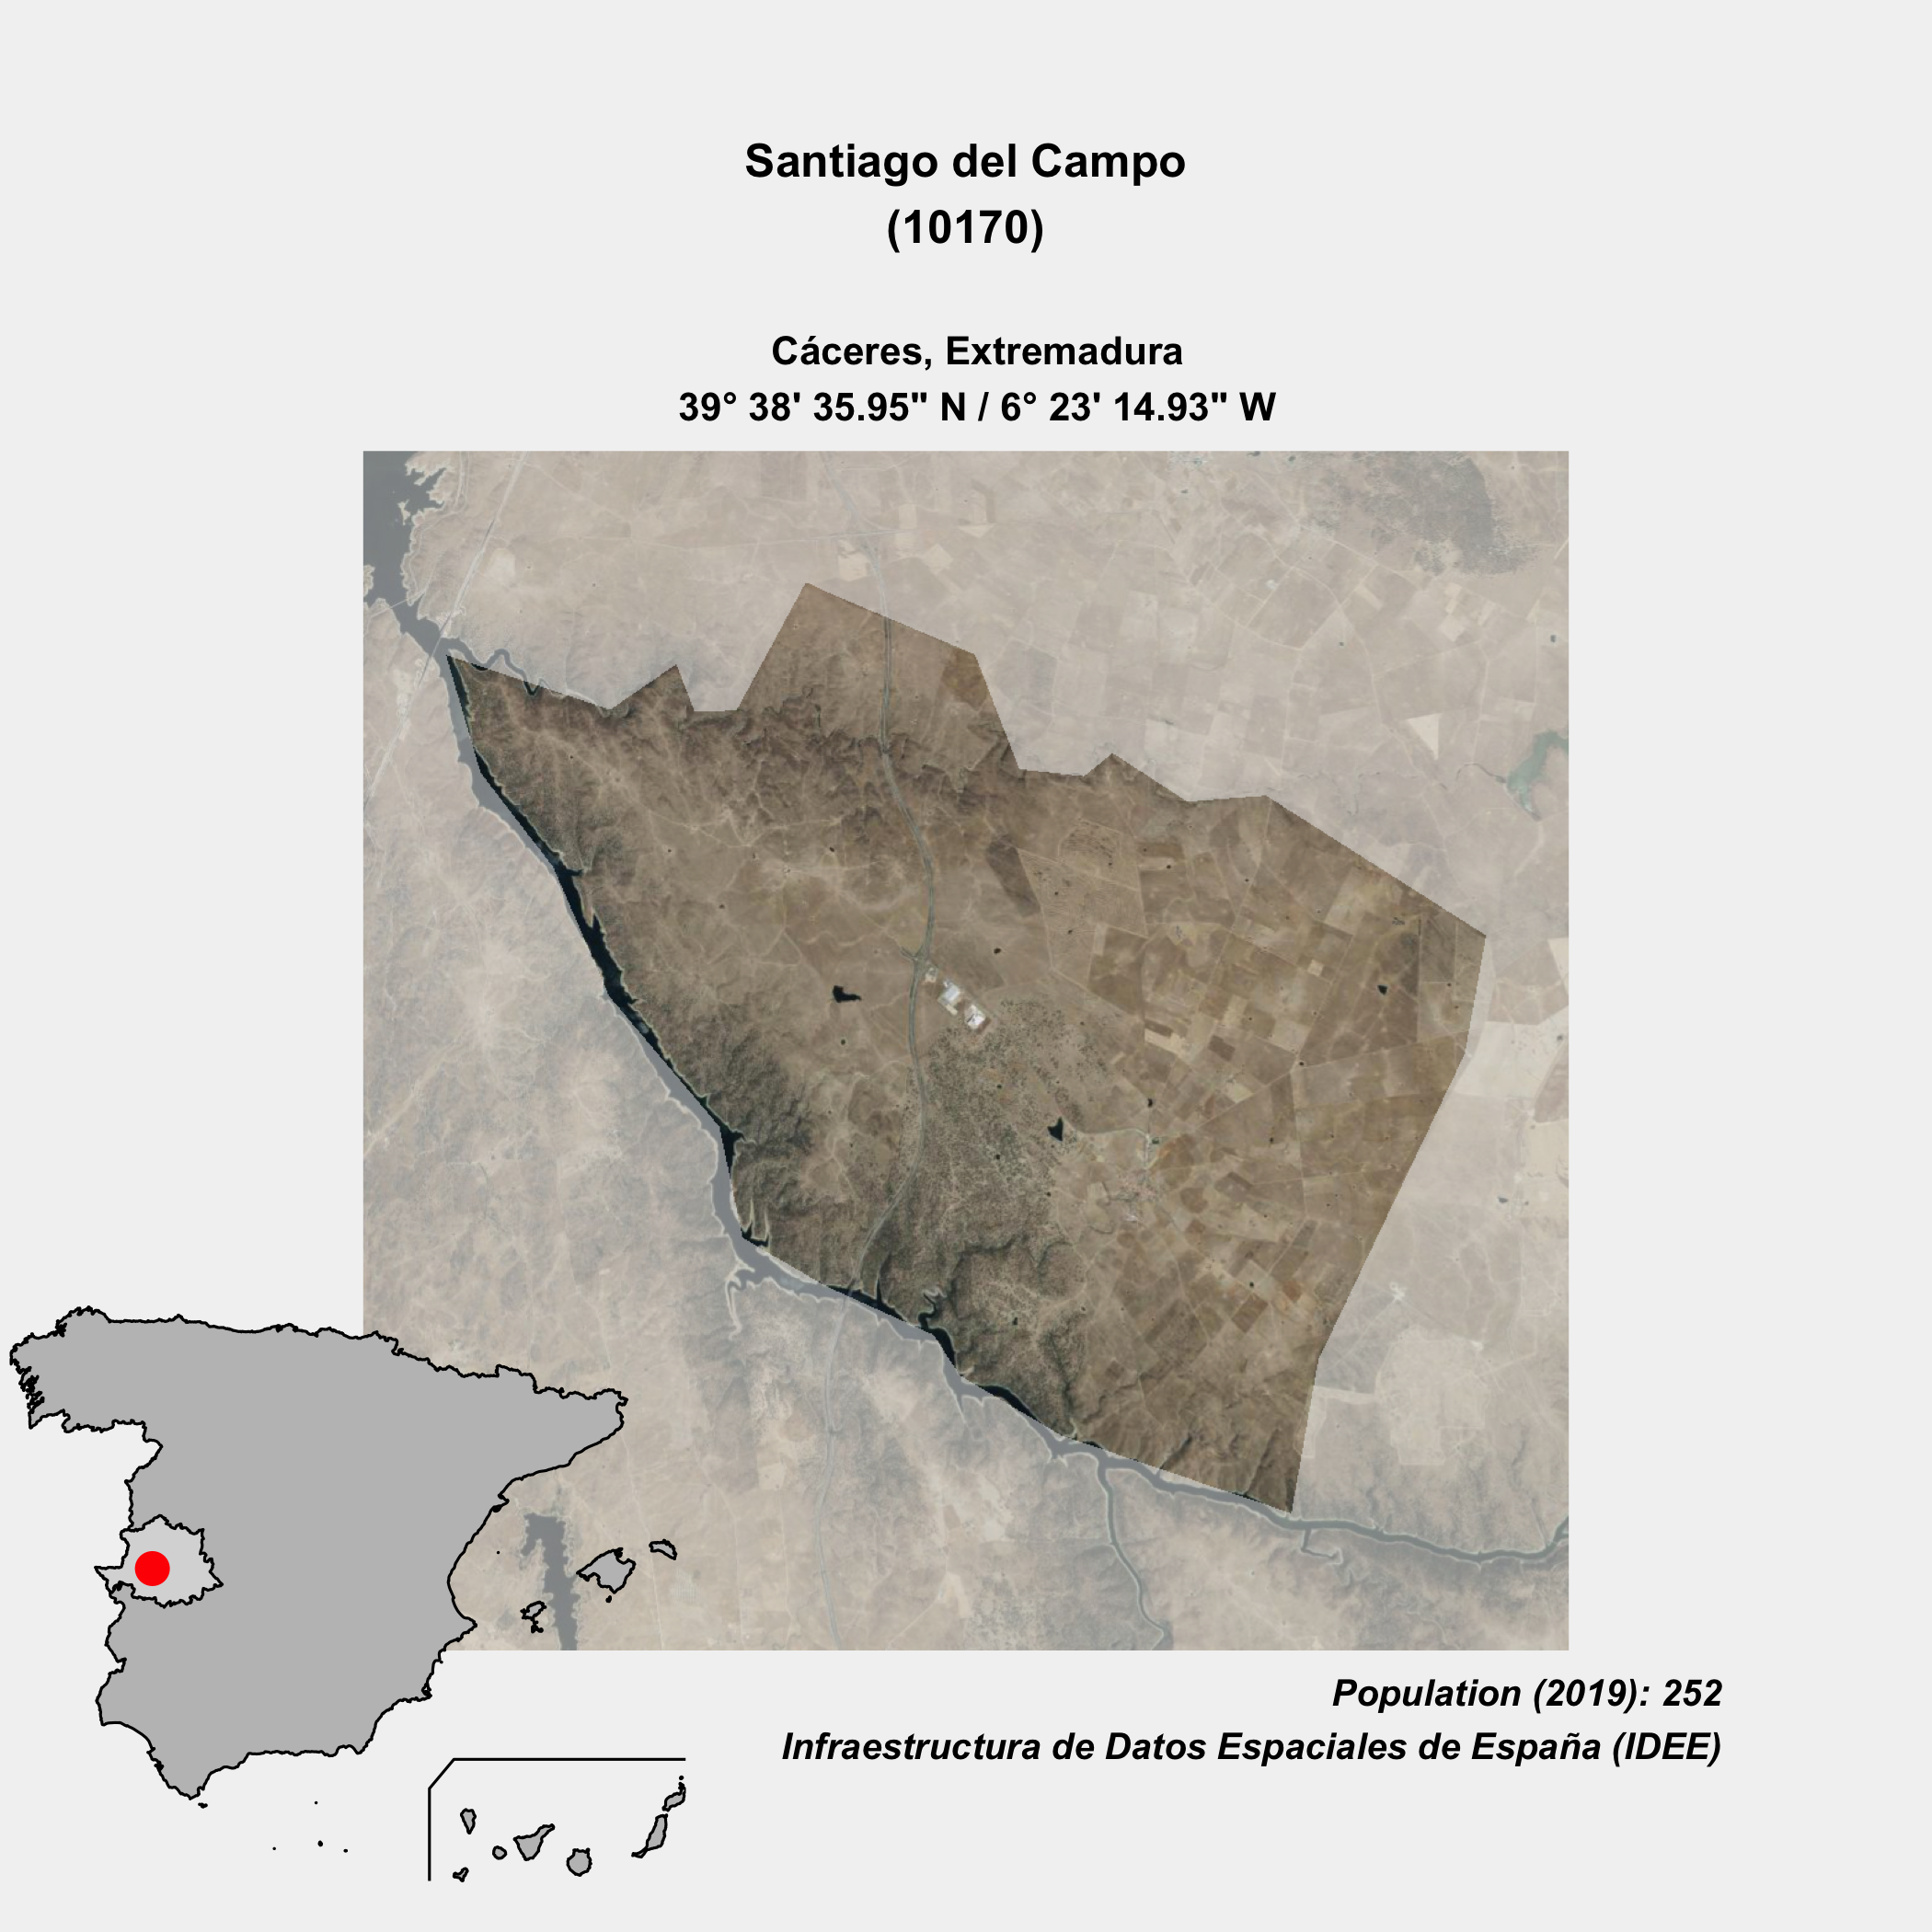 Santiago del Campo
(10170)
Cáceres, Extremadura
39° 38' 35.95" N / 6° 23' 14.93" W
Population (2019): 252
Infraestructura de Datos Espaciales de España (IDEE)